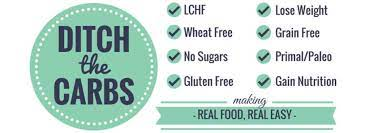 DITCH
the
CARBS
LCHF
Wheat Free
No Sugars
Gluten Free
Lose Weight
Grain Free
Primal/Paleo
Gain Nutrition
making
- REAL FOOD, REAL EASY -